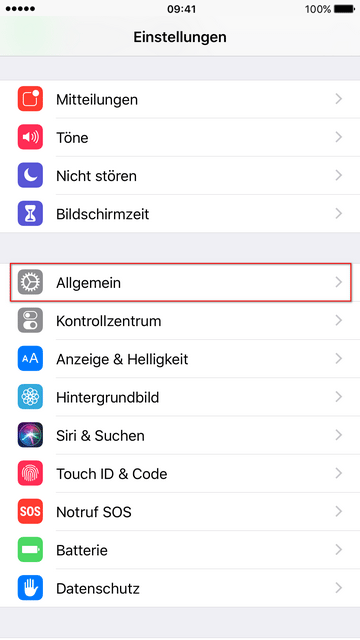 09:41
100%
Einstellungen
Mitteilungen
Töne
Nicht stören
Bildschirmzeit
Allgemein
Kontrollzentrum
AA Anzeige & Helligkeit
Hintergrundbild
Siri & Suchen
Touch ID & Code
SOS Notruf SOS
Batterie
Datenschutz